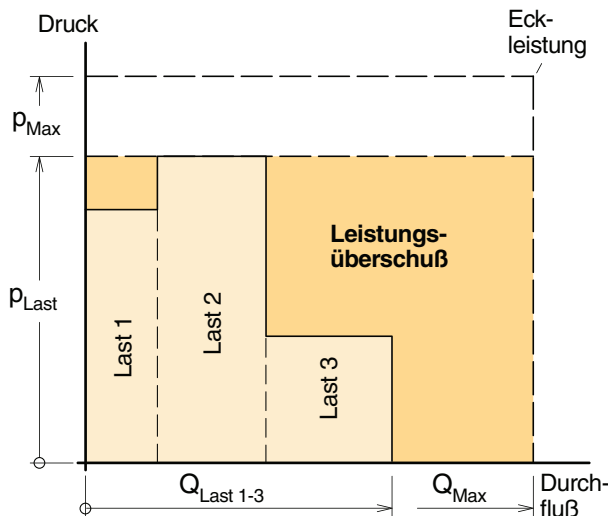 Druck
Eck-
leistung
pMax
Leistungs-
überschuß
pLast
Last 1
Last 2
Last 3
QLast 1-3
QMax
Durch-
fluß